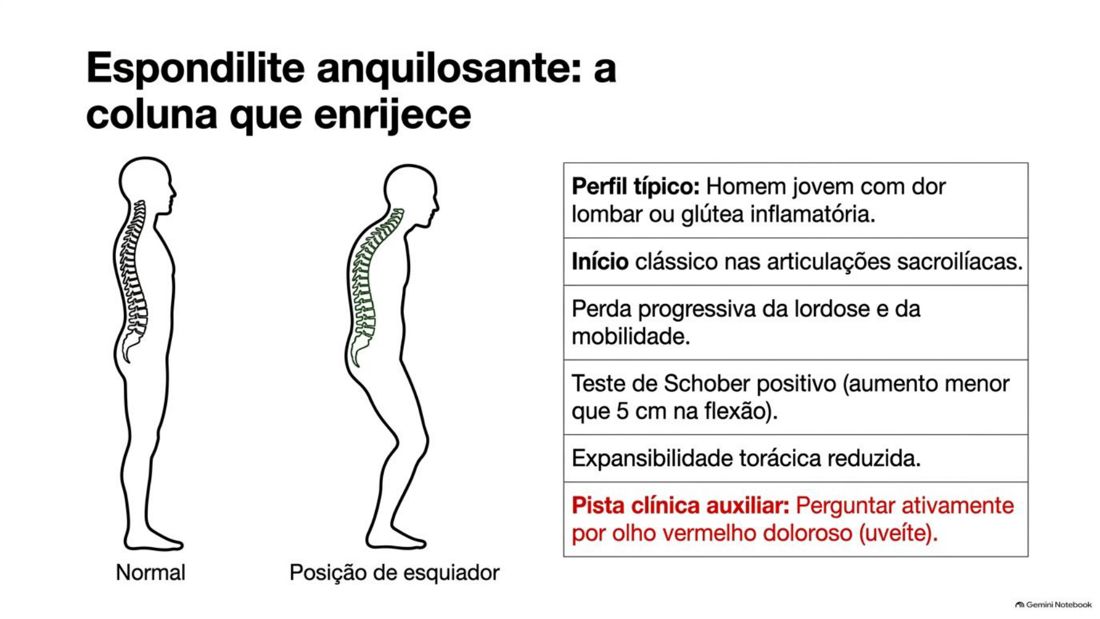 Espondilite anquilosante: a
coluna que enrijece
Normal
Posição de esquiador
Perfil típico: Homem jovem com dor
lombar ou glútea inflamatória.
Início clássico nas articulações sacroilíacas.
Perda progressiva da lordose e da
mobilidade.
Teste de Schober positivo (aumento menor
que 5 cm na flexão).
Expansibilidade torácica reduzida.
Pista clínica auxiliar: Perguntar ativamente
por olho vermelho doloroso (uveíte).
Gemini Notebook